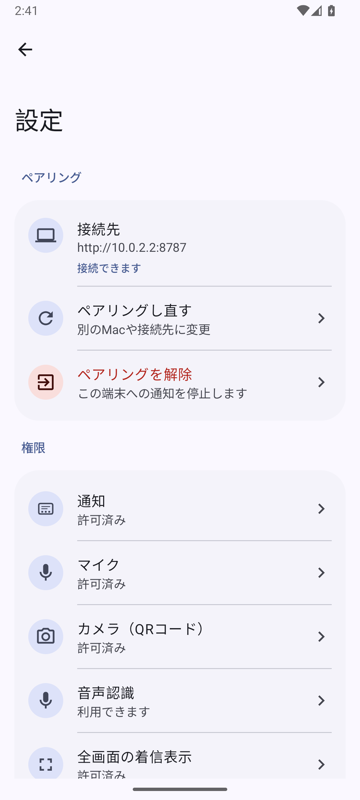 2:41
設定
ペアリング
接続先
http://10.0.2.2:8787
接続できます
ペアリングし直す
別のMacや接続先に変更
ペアリングを解除
この端末への通知を停止します
権限
通知
許可済み
マイク
許可済み
カメラ（QRコード）
許可済み
音声認識
利用できます
全画面の着信表示
許可済み